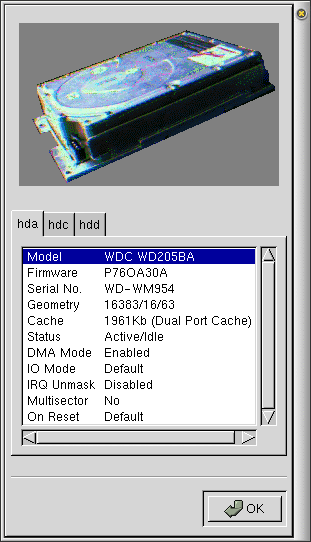 hda hdc hdd
Model WDC WD205BA
Firmware P76OA30A
Serial No. WD-WM954
Geometry 16383/16/63
Cache 1961Kb (Dual Port Cache)
Status Active/Idle
DMA Mode Enabled
IO Mode Default
IRQ Unmask Disabled
Multisector No
On Reset Default
OK